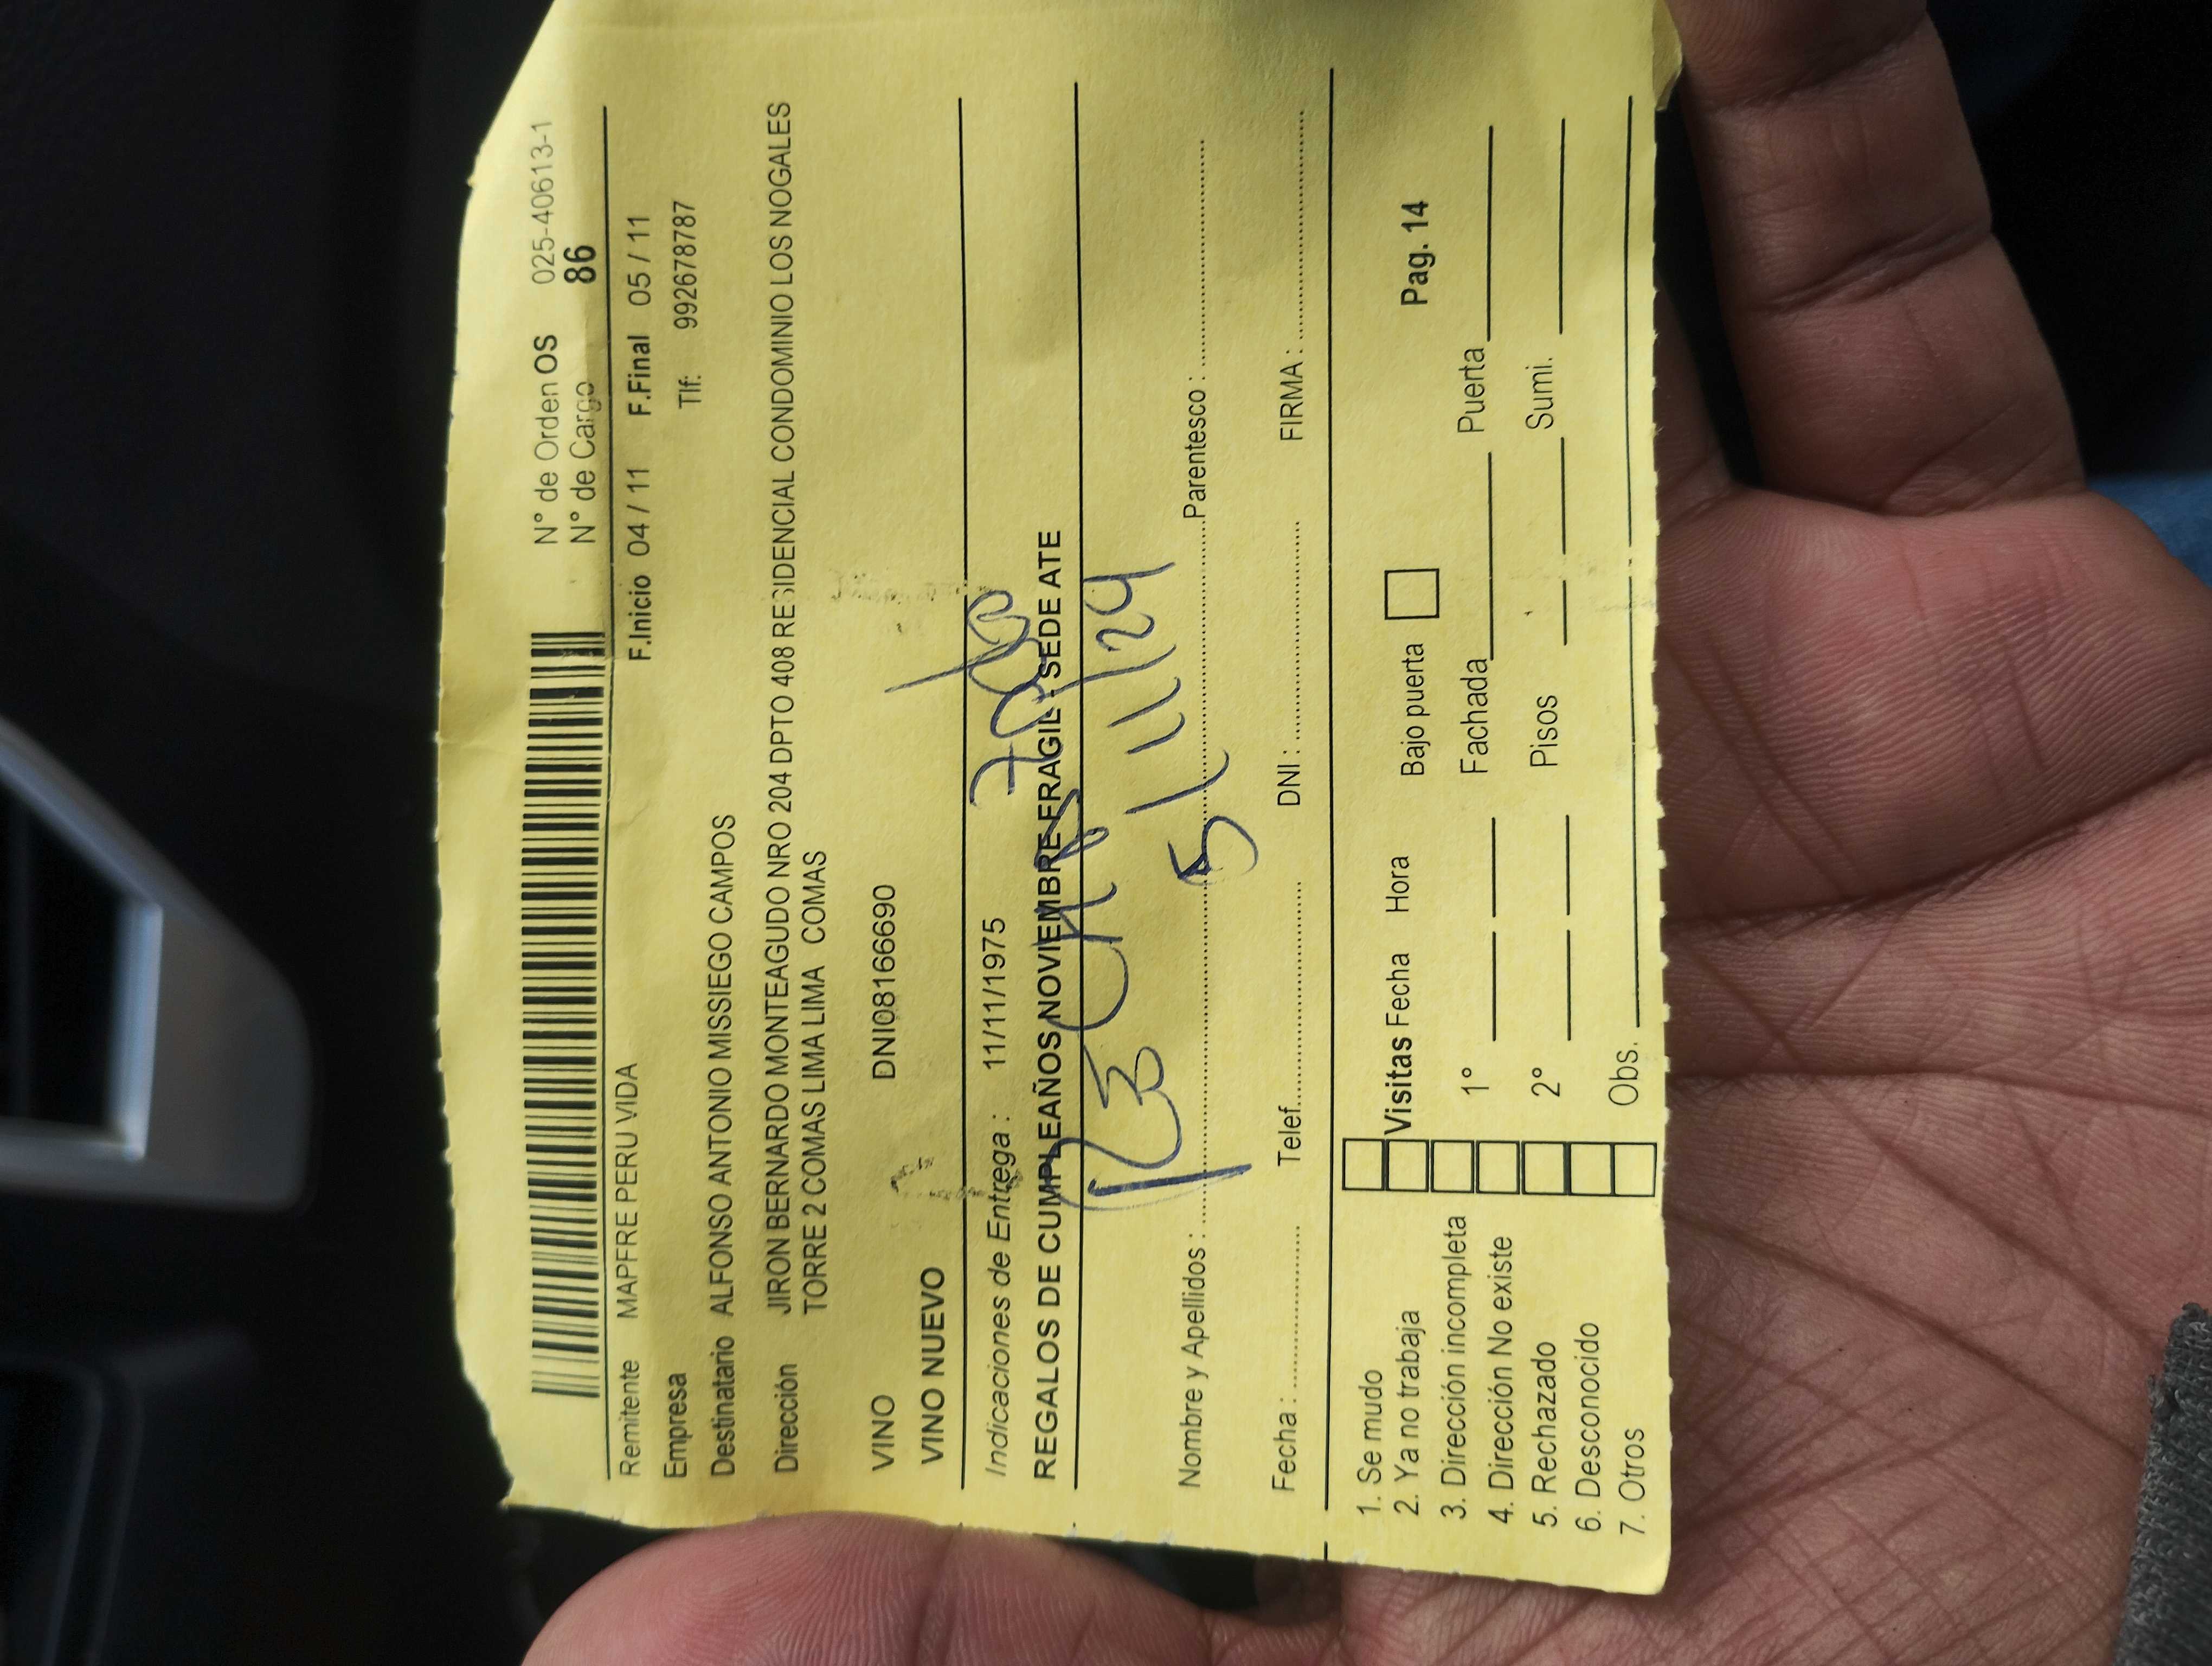 N° de Orden OS 025-40613-1
N° de Cargo 86
Remitente MAPFRE PERU VIDA F.Inicio 04 / 11 F.Final 05 / 11
Empresa Tlf: 992678787
Destinatario ALFONSO ANTONIO MISSIEGO CAMPOS
Dirección JIRON BERNARDO MONTEAGUDO NRO 204 DPTO 408 RESIDENCIAL CONDOMINIO LOS NOGALES
TORRE 2 COMAS LIMA LIMA COMAS
VINO DNI08166690
VINO NUEVO
Indicaciones de Entrega : 11/11/1975
REGALOS DE CUMPLEAÑOS NOVIEMBRE FRAGIL - SEDE ATE
5/11/24
Nombre y Apellidos : Parentesco :
Fecha : Telef. DNI : FIRMA :
1. Se mudo
2. Ya no trabaja
3. Dirección incompleta
4. Dirección No existe
5. Rechazado
6. Desconocido
7. Otros
Visitas Fecha Hora Bajo puerta Pag. 14
1° Fachada Puerta
2° Pisos Sumi.
Obs.